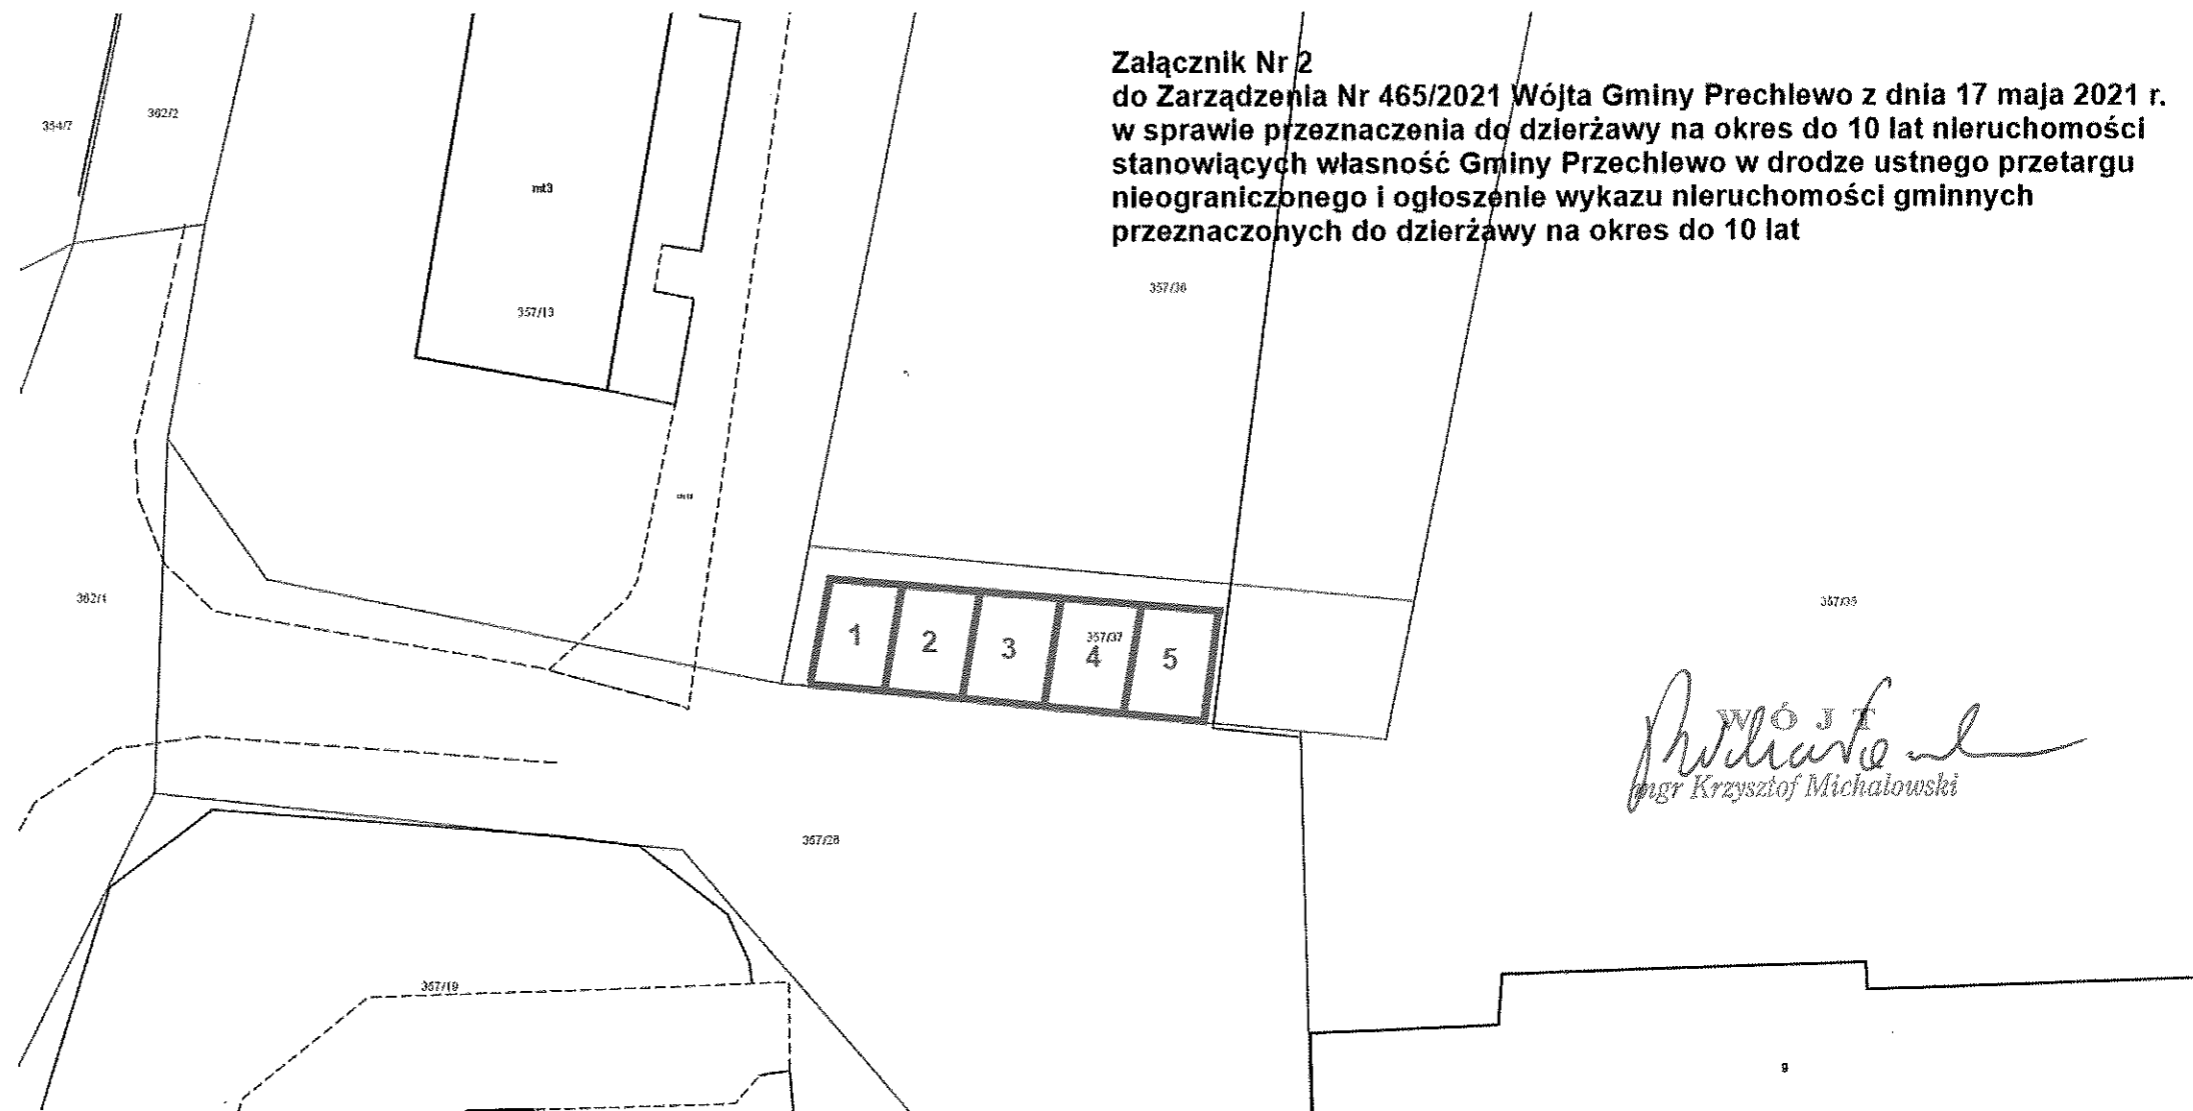 Załącznik Nr 2
do Zarządzenia Nr 465/2021 Wójta Gminy Prechlewo z dnia 17 maja 2021 r.
w sprawie przeznaczenia do dzierżawy na okres do 10 lat nieruchomości
stanowiących własność Gminy Przechlewo w drodze ustnego przetargu
nieograniczonego i ogłoszenie wykazu nieruchomości gminnych
przeznaczonych do dzierżawy na okres do 10 lat
354/7
362/2
mt3
357/13
357/36
362/1
357/35
1
2
3
357/37
4
5
WÓJT
mgr Krzysztof Michalowski
357/28
357/19
g